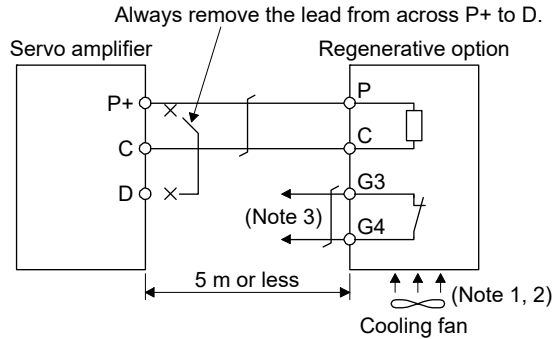 Always remove the lead from across P+ to D.
Servo amplifier
Regenerative option
P+
P
C
C
D
G3
(Note 3)
G4
5 m or less
(Note 1, 2)
Cooling fan